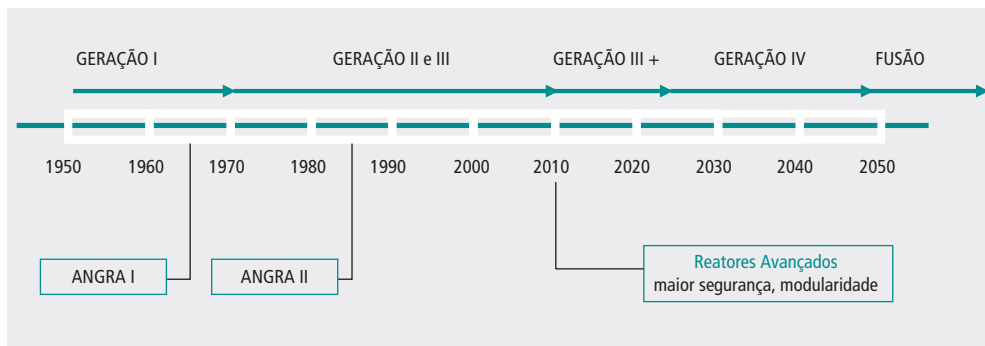 GERAÇÃO I
GERAÇÃO II e III
GERAÇÃO III +
GERAÇÃO IV
FUSÃO
1950
1960
1970
1980
1990
2000
2010
2020
2030
2040
2050
ANGRA I
ANGRA II
Reatores Avançados
maior segurança, modularidade